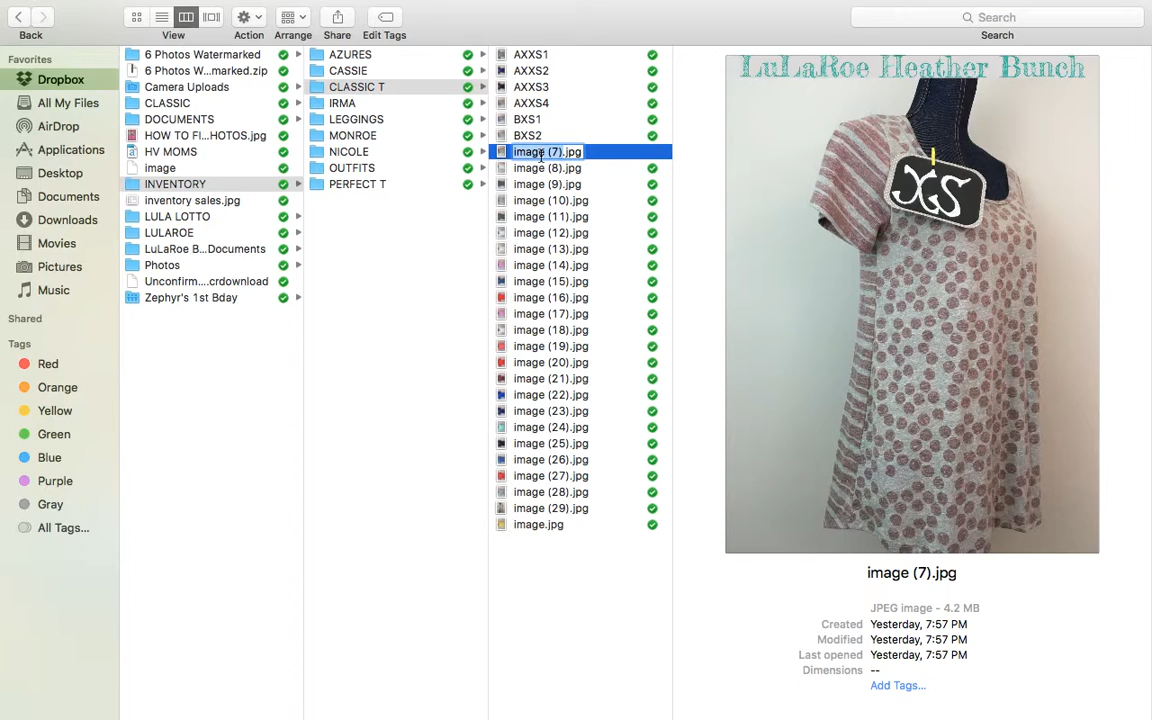 Back
View
Action
Arrange
Share
Edit Tags
Search
Search
Favorites
Dropbox
All My Files
AirDrop
Applications
Desktop
Documents
Downloads
Movies
Pictures
Music
Shared
Tags
Red
Orange
Yellow
Green
Blue
Purple
Gray
All Tags...
6 Photos Watermarked
6 Photos W...marked.zip
Camera Uploads
CLASSIC
DOCUMENTS
HOW TO FI...HOTOS.jpg
HV MOMS
image
INVENTORY
inventory sales.jpg
LULA LOTTO
LULAROE
LuLaRoe B...Documents
Photos
Unconfirm....crdownload
Zephyr's 1st Bday
AZURES
CASSIE
CLASSIC T
IRMA
LEGGINGS
MONROE
NICOLE
OUTFITS
PERFECT T
AXXS1
AXXS2
AXXS3
AXXS4
BXS1
BXS2
image (7).jpg
image (8).jpg
image (9).jpg
image (10).jpg
image (11).jpg
image (12).jpg
image (13).jpg
image (14).jpg
image (15).jpg
image (16).jpg
image (17).jpg
image (18).jpg
image (19).jpg
image (20).jpg
image (21).jpg
image (22).jpg
image (23).jpg
image (24).jpg
image (25).jpg
image (26).jpg
image (27).jpg
image (28).jpg
image (29).jpg
image.jpg
LuLaRoe Heather Bunch
XS
image (7).jpg
JPEG image - 4.2 MB
Created Yesterday, 7:57 PM
Modified Yesterday, 7:57 PM
Last opened Yesterday, 7:57 PM
Dimensions --
Add Tags...